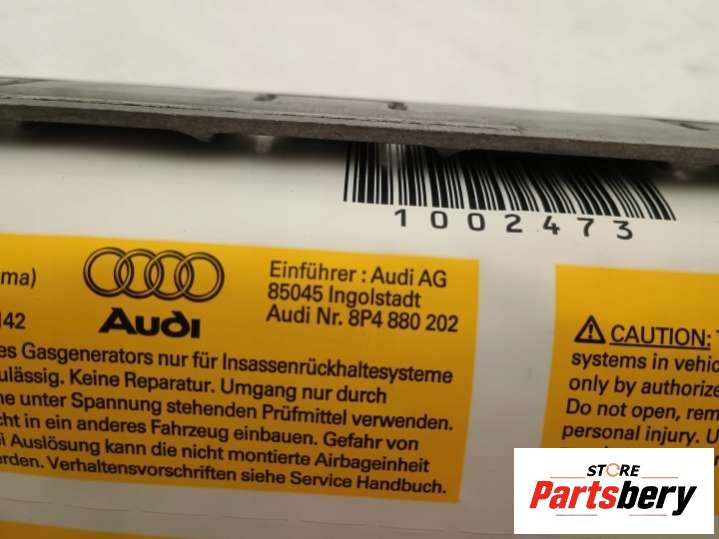 1002473
ma)
Audi
Einführer : Audi AG
85045 Ingolstadt
Audi Nr. 8P4 880 202
142
es Gasgenerators nur für Insassenrückhaltesysteme
ulässig. Keine Reparatur. Umgang nur durch
ne unter Spannung stehenden Prüfmittel verwenden.
cht in ein anderes Fahrzeug einbauen. Gefahr von
i Auslösung kann die nicht montierte Airbageinheit
erden. Verhaltensvorschriften siehe Service Handbuch.
CAUTION: T
systems in vehic
only by authorize
Do not open, rem
personal injury. U
STORE
Partsbery